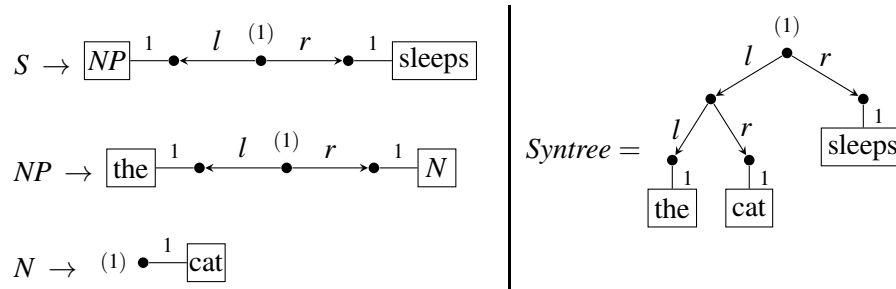 S → NP 1 l (1) r 1 sleeps
NP → the 1 l (1) r 1 N
N → (1) 1 cat
(1)
l r
l r 1
Syntree = sleeps
1 1
the cat